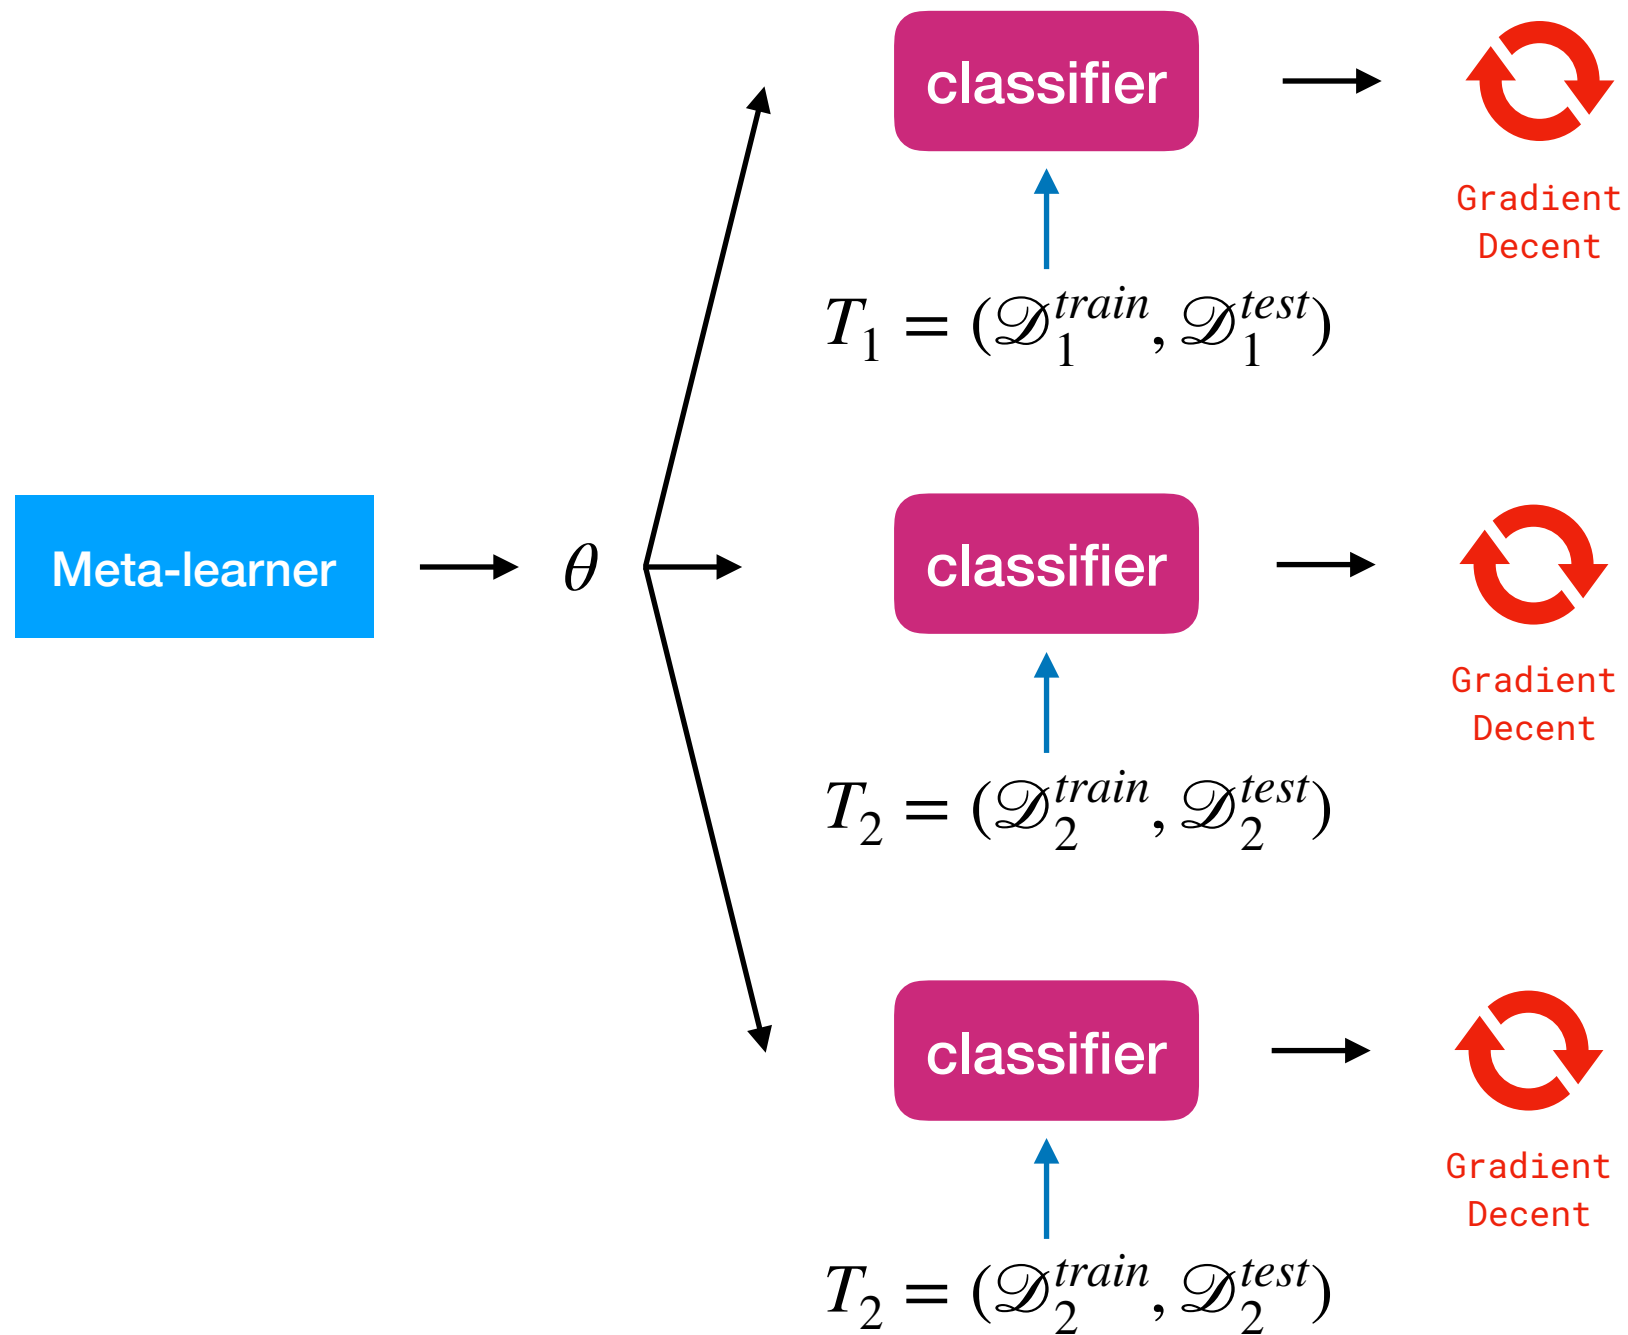 classifier
Gradient
Decent
T₁ = (𝒟₁ᵗʳᵃⁱⁿ, 𝒟₁ᵗᵉˢᵗ)
Meta-learner
θ
classifier
Gradient
Decent
T₂ = (𝒟₂ᵗʳᵃⁱⁿ, 𝒟₂ᵗᵉˢᵗ)
classifier
Gradient
Decent
T₂ = (𝒟₂ᵗʳᵃⁱⁿ, 𝒟₂ᵗᵉˢᵗ)